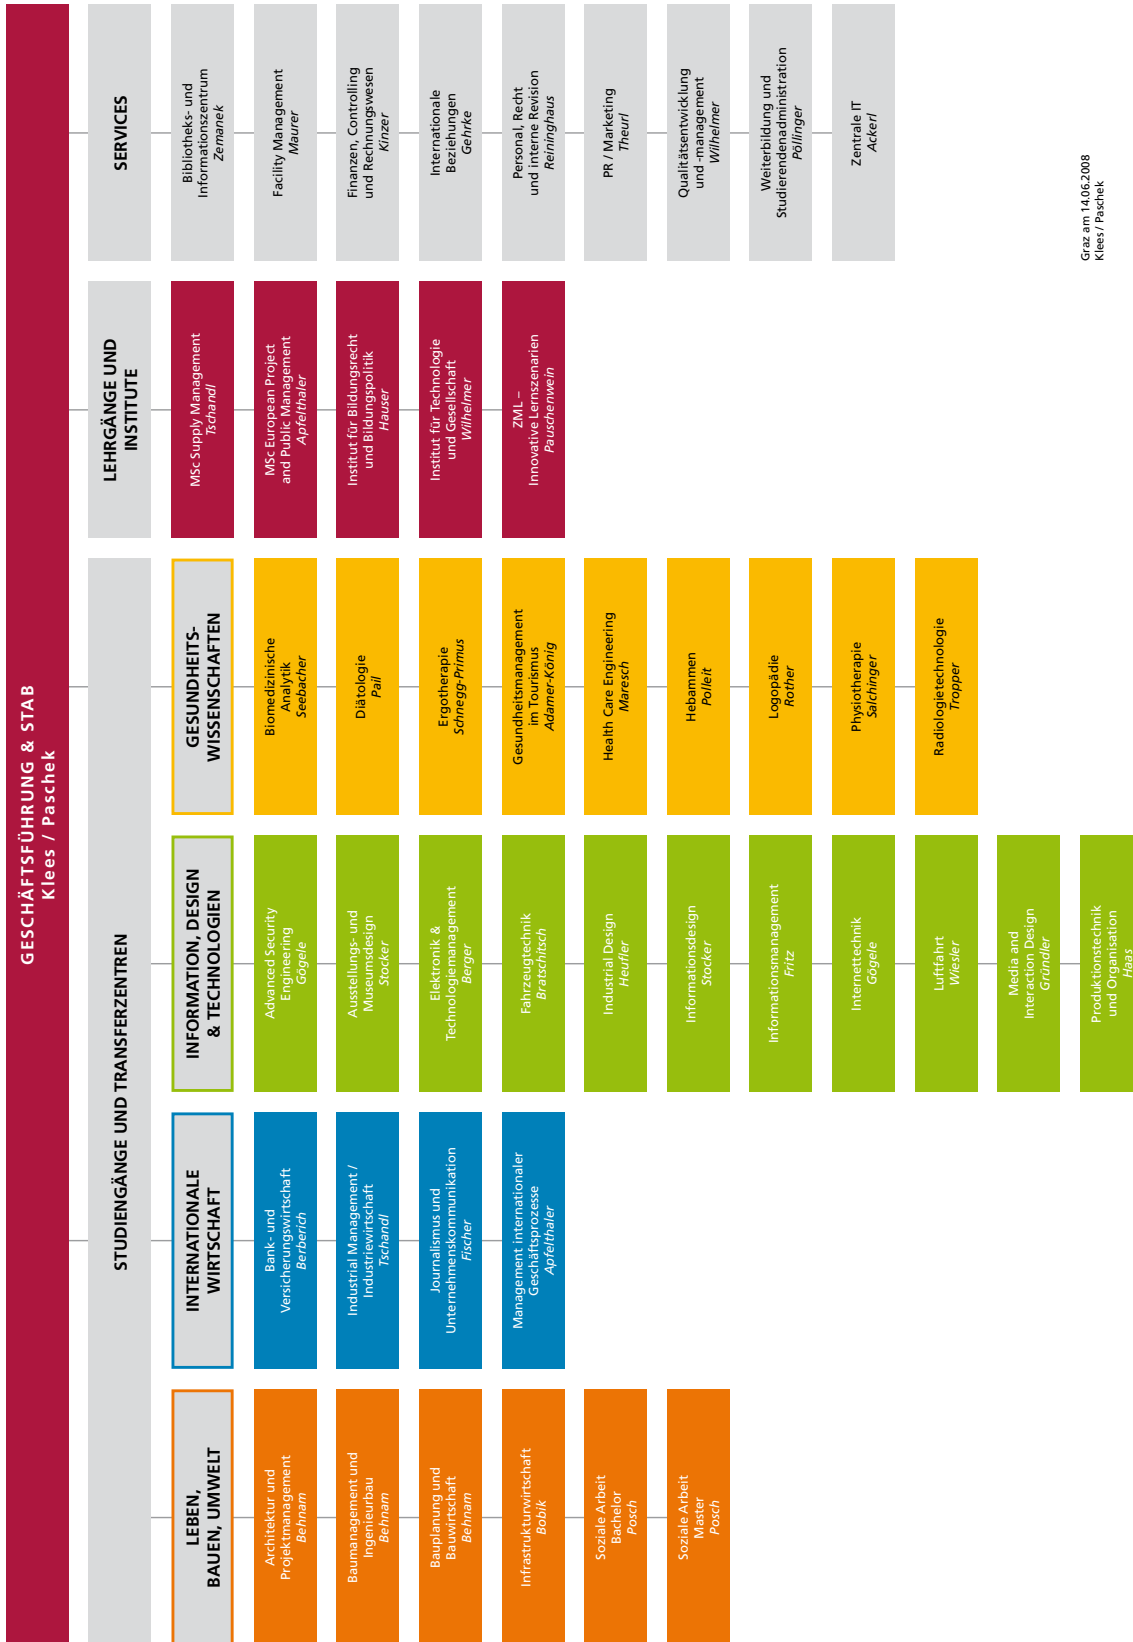 GESCHÄFTSFÜHRUNG & STAB
Klees / Paschek
STUDIENGÄNGE UND TRANSFERZENTREN
LEBEN,
BAUEN, UMWELT
Architektur und
Projektmanagement
Behnam
Baumanagement und
Ingenieurbau
Behnam
Bauplanung und
Bauwirtschaft
Behnam
Infrastrukturwirtschaft
Bobik
Soziale Arbeit
Bachelor
Posch
Soziale Arbeit
Master
Posch
INTERNATIONALE
WIRTSCHAFT
Bank- und
Versicherungswirtschaft
Berberich
Industrial Management /
Industriewirtschaft
Tschandl
Journalismus und
Unternehmenskommunikation
Fischer
Management internationaler
Geschäftsprozesse
Apfelthaler
INFORMATION, DESIGN
& TECHNOLOGIEN
Advanced Security
Engineering
Gögele
Ausstellungs- und
Museumsdesign
Stocker
Elektronik &
Technologiemanagement
Berger
Fahrzeugtechnik
Bratschitsch
Industrial Design
Heufler
Informationsdesign
Stocker
Informationsmanagement
Fritz
Internettechnik
Gögele
Luftfahrt
Wiesler
Media and
Interaction Design
Gründler
Produktionstechnik
und Organisation
Haas
GESUNDHEITS-
WISSENSCHAFTEN
Biomedizinische
Analytik
Seebacher
Diätologie
Pail
Ergotherapie
Schnegg-Primus
Gesundheitsmanagement
im Tourismus
Adamer-König
Health Care Engineering
Maresch
Hebammen
Polleit
Logopädie
Rother
Physiotherapie
Salchinger
Radiologietechnologie
Tropper
LEHRGÄNGE UND
INSTITUTE
MSc Supply Management
Tschandl
MSc European Project
and Public Management
Apfelthaler
Institut für Bildungsrecht
und Bildungspolitik
Hauser
Institut für Technologie
und Gesellschaft
Wilhelmer
ZML –
Innovative Lernszenarien
Pauschenwein
SERVICES
Bibliotheks- und
Informationszentrum
Zemanek
Facility Management
Maurer
Finanzen, Controlling
und Rechnungswesen
Kinzer
Internationale
Beziehungen
Gehrke
Personal, Recht
und interne Revision
Reininghaus
PR / Marketing
Theurl
Qualitätsentwicklung
und -management
Wilhelmer
Weiterbildung und
Studierendenadministration
Pöllinger
Zentrale IT
Ackerl
Graz am 14.06.2008
Klees / Paschek